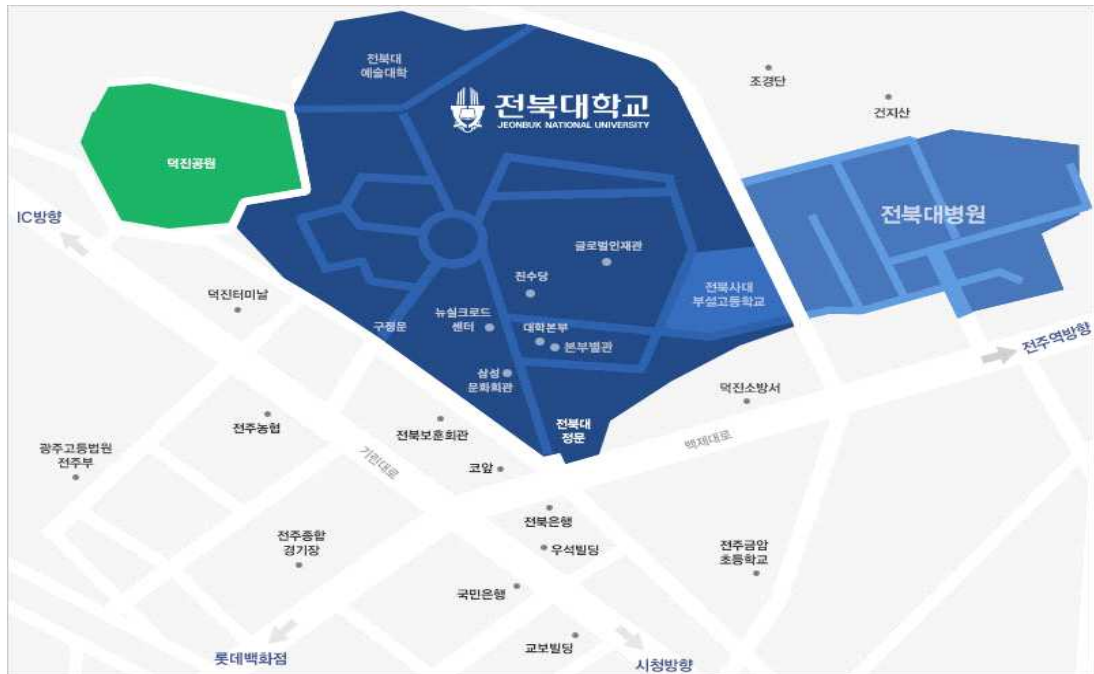 전북대
예술대학
전북대학교
JEONBUK NATIONAL UNIVERSITY
조경단
건지산
덕진공원
전북대병원
IC방향
글로벌인재관
진수당
전북사대
부설고등학교
덕진터미널
뉴실크로드
센터
구정문
대학본부
본부별관
전주역방향
삼성
문화회관
덕진소방서
전주농협
전북보훈회관
전북대
정문
백제대로
광주고등법원
전주부
기린대로
코앞
전북은행
전주종합
경기장
우석빌딩
전주금암
초등학교
국민은행
교보빌딩
롯데백화점
시청방향